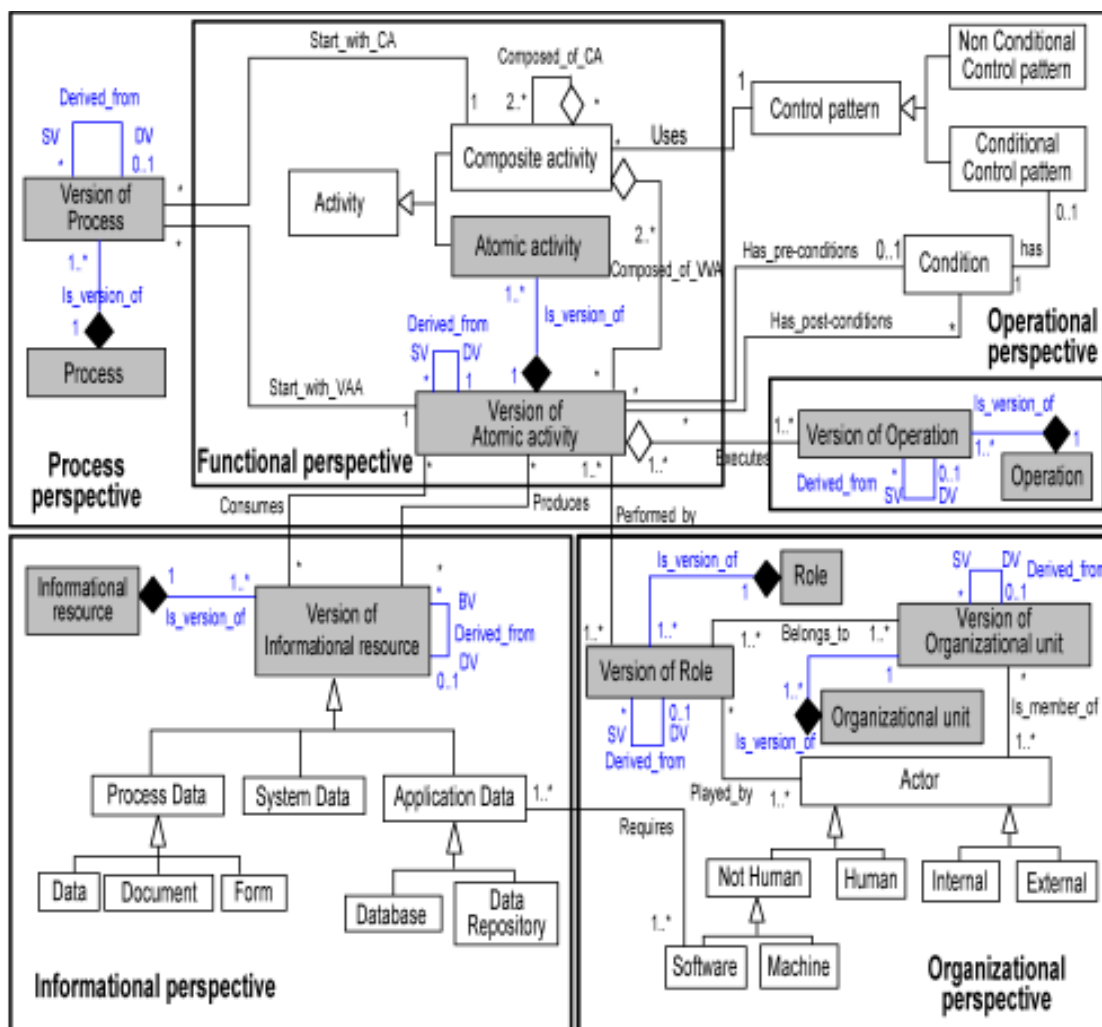 Start_with_CA
Composed_of_CA
Non Conditional
Control pattern
Derived_from
1
2..*
*
1
Control pattern
SV
DV
*
0..1
Composite activity
*
Uses
Conditional
Control pattern
Version of
Process
*
*
Activity
Atomic activity
2..*
0..1
1..*
Is_version_of
1
1..*
Composed_of_VVA
Has_pre-conditions
0..1
Condition
has
1
Is_version_of
Derived_from
SV
DV
*
1
1
Has_post-conditions
*
Operational
perspective
Process
Start_with_VAA
1
Version of
Atomic activity
*
*
*
1..*
Version of Operation
Is_version_of
1..*
1
Process
perspective
Functional perspective
*
*
1..*
1..*
Executes
Derived_from
*
SV
0..1
DV
Operation
Consumes
Produces
Performed by
Informational
resource
1
1..*
Is_version_of
*
*
Version of
Informational resource
*
BV
Derived_from
DV
0..1
Is_version_of
1
Role
SV
DV
*
0..1
Derived_from
1..*
1..*
Version of Role
1..*
Belongs_to
1..*
Version of
Organizational unit
*
SV
0..1
DV
Derived_from
*
1..*
Is_version_of
1
Organizational unit
*
Is_member_of
1..*
Process Data
System Data
Application Data
1..*
Played_by
1..*
Actor
Requires
Data
Document
Form
Database
Data
Repository
1..*
Not Human
Human
Internal
External
Software
Machine
Informational perspective
Organizational
perspective